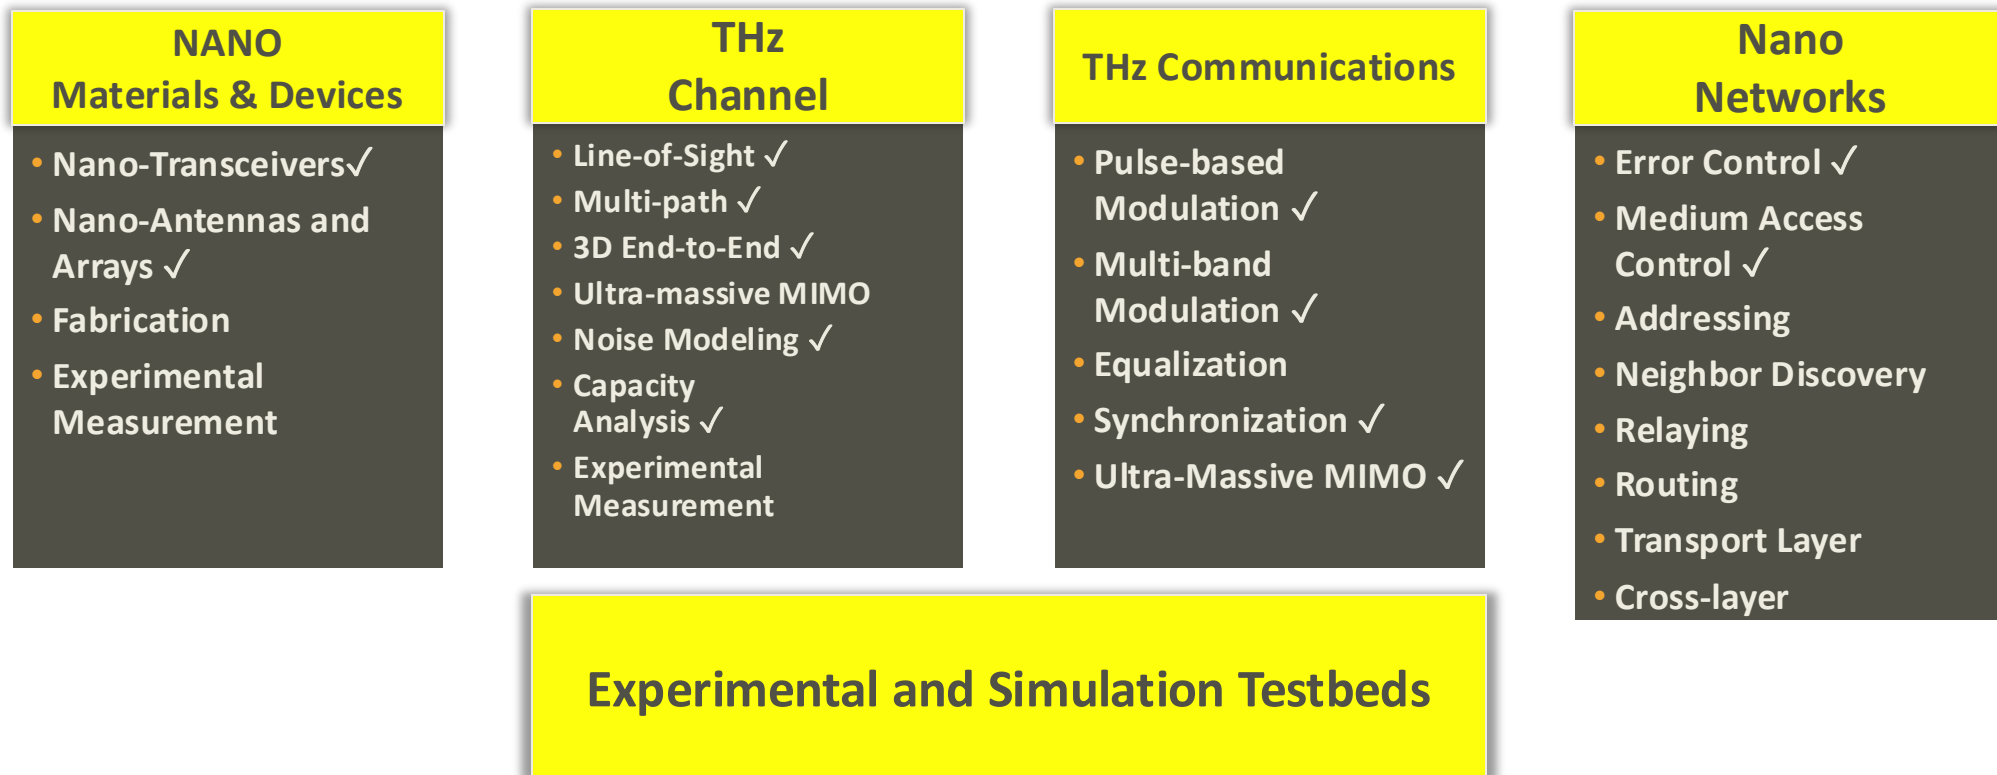 NANO
Materials & Devices
• Nano-Transceivers✓
• Nano-Antennas and
Arrays ✓
• Fabrication
• Experimental
Measurement
THz
Channel
• Line-of-Sight ✓
• Multi-path ✓
• 3D End-to-End ✓
• Ultra-massive MIMO
• Noise Modeling ✓
• Capacity
Analysis ✓
• Experimental
Measurement
THz Communications
• Pulse-based
Modulation ✓
• Multi-band
Modulation ✓
• Equalization
• Synchronization ✓
• Ultra-Massive MIMO ✓
Nano
Networks
• Error Control ✓
• Medium Access
Control ✓
• Addressing
• Neighbor Discovery
• Relaying
• Routing
• Transport Layer
• Cross-layer
Experimental and Simulation Testbeds